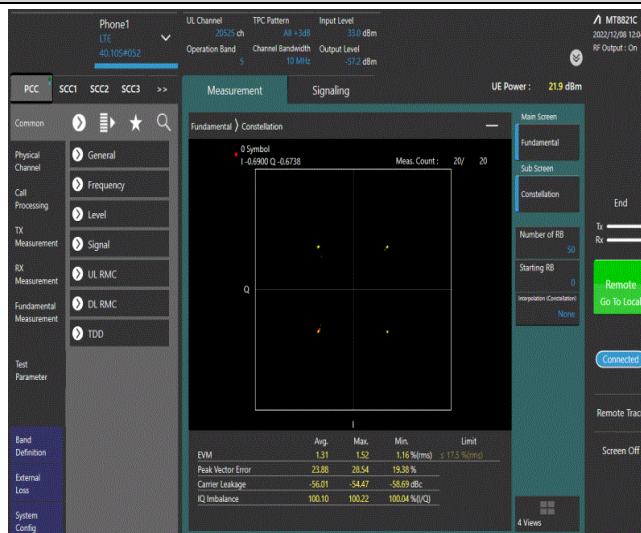 Phone1
LTE
40.10S#052
UL Channel
20525 ch
TPC Pattern
All +3dB
Input Level
33.0 dBm
Operation Band
5
Channel Bandwidth
10 MHz
Output Level
-57.2 dBm
MT8821C
2022/12/08 12:04
RF Output : On
PCC SCC1 SCC2 SCC3 >>
Measurement
Signaling
UE Power : 21.9 dBm
Common
Physical
Channel
Call
Processing
TX
Measurement
RX
Measurement
Fundamental
Measurement
Test
Parameter
Band
Definition
External
Loss
System
Config
General
Frequency
Level
Signal
UL RMC
DL RMC
TDD
Fundamental Constellation
0 Symbol
I -0.6900 Q -0.6738
Meas. Count : 20/ 20
Q
I
Avg. Max. Min. Limit
EVM 1.31 1.52 1.16 %(rms) ≤ 17.5 %(rms)
Peak Vector Error 23.88 28.54 19.38 %
Carrier Leakage -56.01 -54.47 -58.69 dBc
IQ Imbalance 100.10 100.22 100.04 %(I/Q)
Main Screen
Fundamental
Sub Screen
Constellation
Number of RB
50
Starting RB
0
Interpolation (Constellation)
None
4 Views
End
Tx
Rx
Remote
Go To Local
Connected
Remote Trac
Screen Off